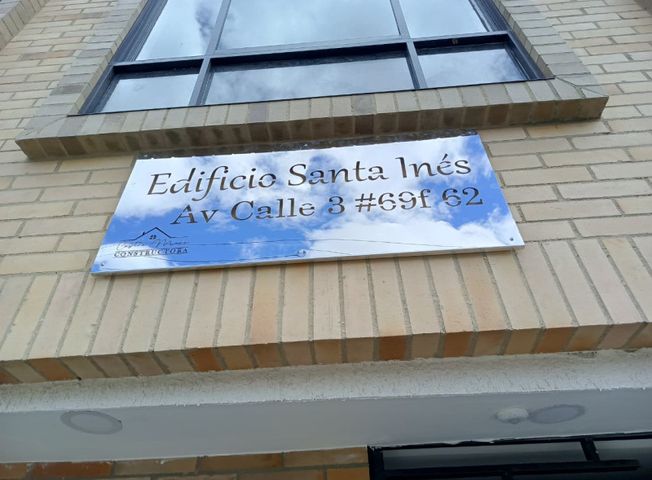 Edificio Santa Inés
Av Calle 3 #69f 62
CONSTRUCTORA